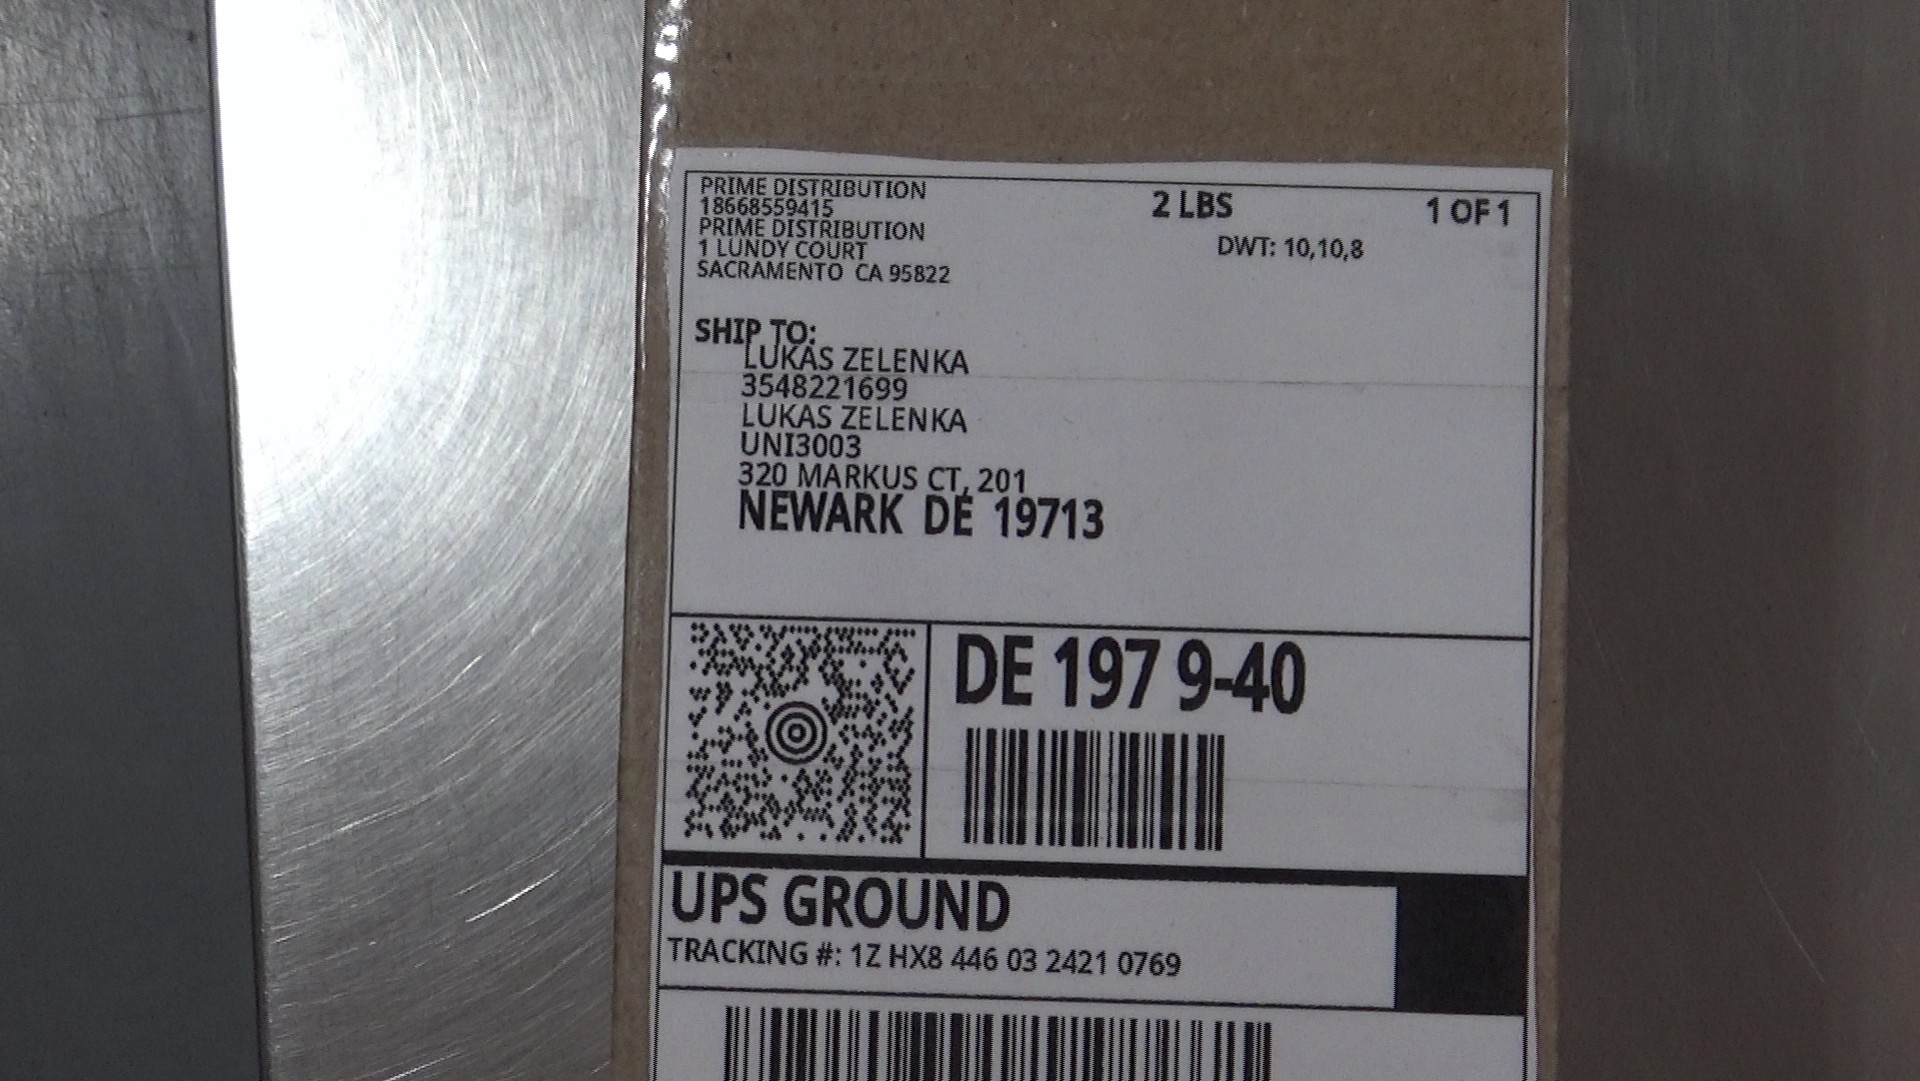 PRIME DISTRIBUTION
18668559415
PRIME DISTRIBUTION
1 LUNDY COURT
SACRAMENTO CA 95822
2 LBS
1 OF 1
DWT: 10,10,8
SHIP TO:
LUKAS ZELENKA
3548221699
LUKAS ZELENKA
UNI3003
320 MARKUS CT, 201
NEWARK DE 19713
DE 197 9-40
UPS GROUND
TRACKING #: 1Z HX8 446 03 2421 0769